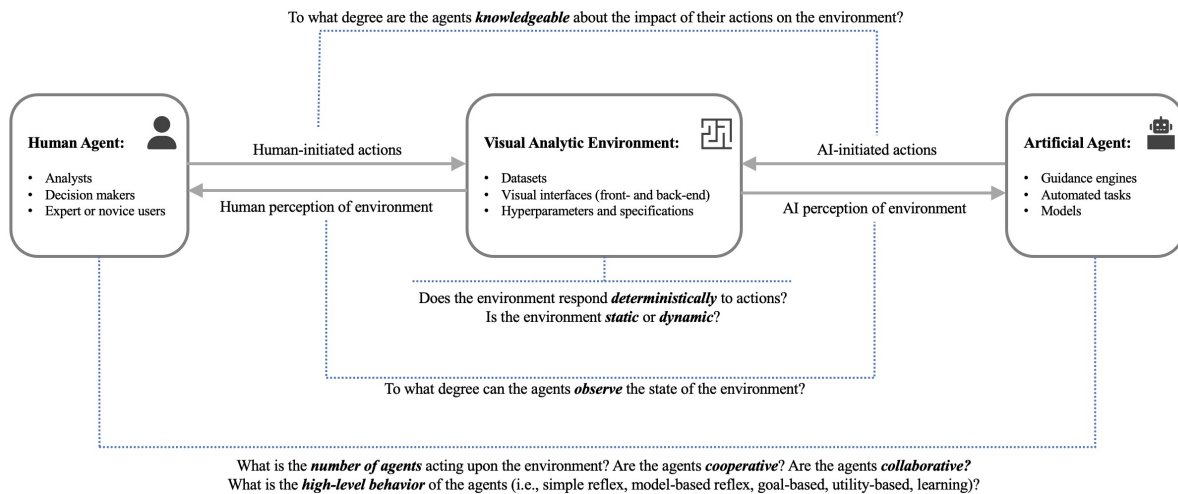 To what degree are the agents knowledgeable about the impact of their actions on the environment?
Human Agent:
• Analysts
• Decision makers
• Expert or novice users
Human-initiated actions
Human perception of environment
Visual Analytic Environment:
• Datasets
• Visual interfaces (front- and back-end)
• Hyperparameters and specifications
AI-initiated actions
AI perception of environment
Artificial Agent:
• Guidance engines
• Automated tasks
• Models
Does the environment respond deterministically to actions?
Is the environment static or dynamic?
To what degree can the agents observe the state of the environment?
What is the number of agents acting upon the environment? Are the agents cooperative? Are the agents collaborative?
What is the high-level behavior of the agents (i.e., simple reflex, model-based reflex, goal-based, utility-based, learning)?